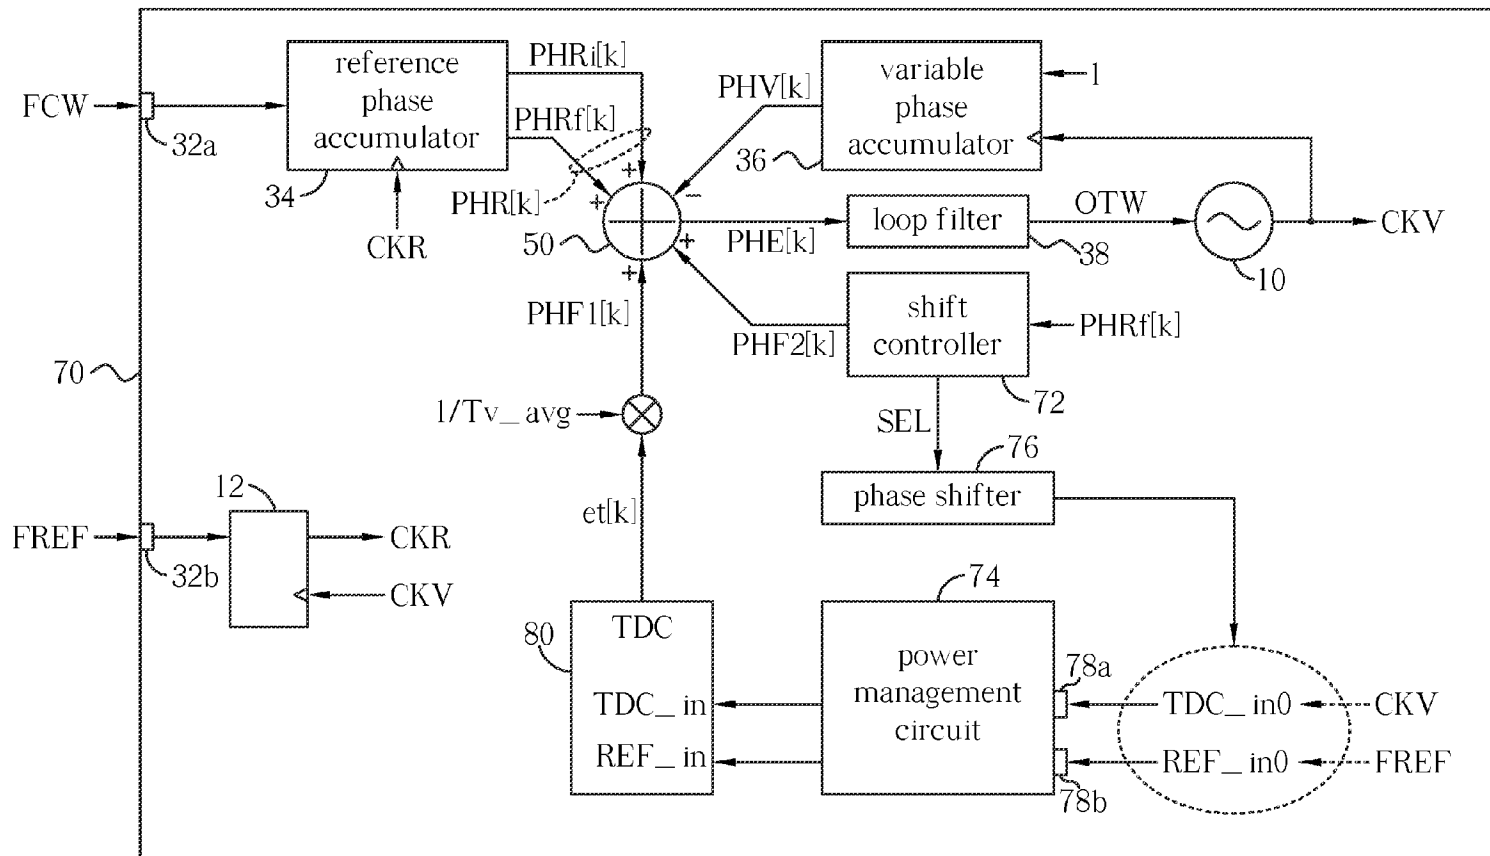 FCW
32a
reference
phase
accumulator
34
CKR
PHRi[k]
PHRf[k]
PHR[k]
50
+
+
−
+
+
PHV[k]
variable
phase
accumulator
36
1
PHE[k]
loop filter
38
OTW
10
CKV
PHF1[k]
PHF2[k]
shift
controller
72
PHRf[k]
70
1/Tv_avg
SEL
76
phase shifter
et[k]
FREF
32b
12
CKR
CKV
80
TDC
TDC_in
REF_in
74
power
management
circuit
78a
78b
TDC_in0
CKV
REF_in0
FREF